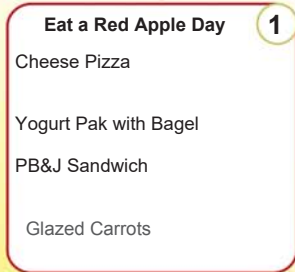 Eat a Red Apple Day 1
Cheese Pizza
Yogurt Pak with Bagel
PB&J Sandwich
Glazed Carrots